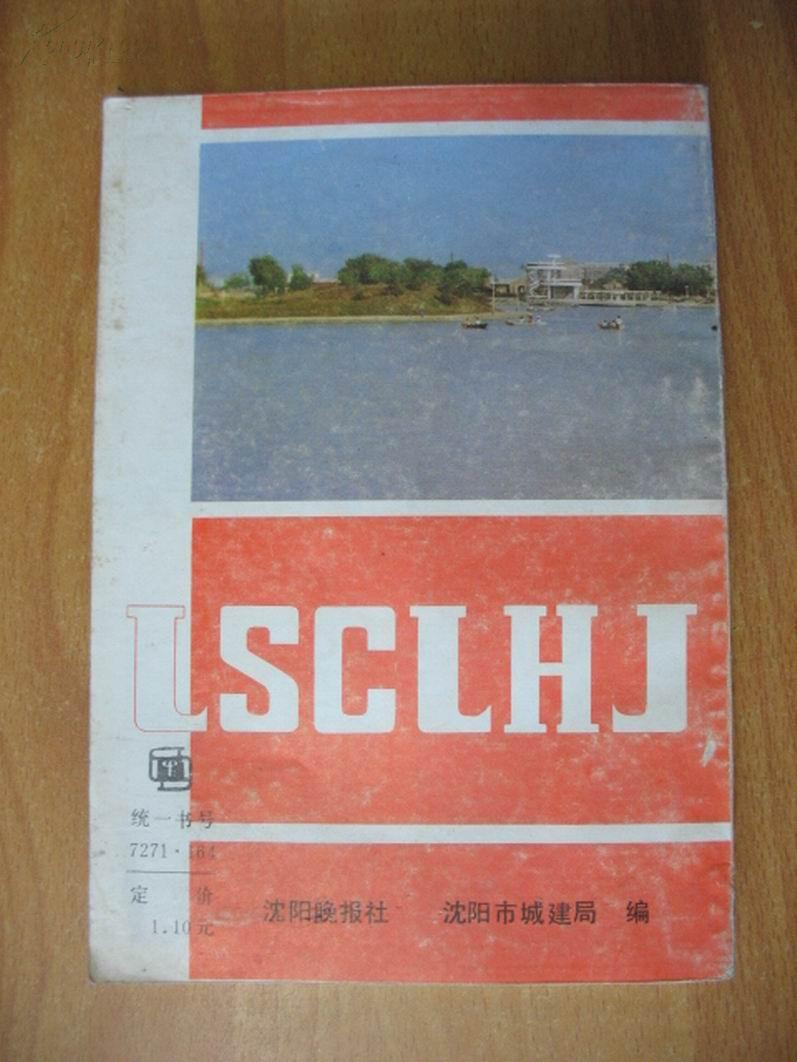 LSCLHJ
统一书号
7271·164
定 价
1.10元
沈阳晚报社 沈阳市城建局 编